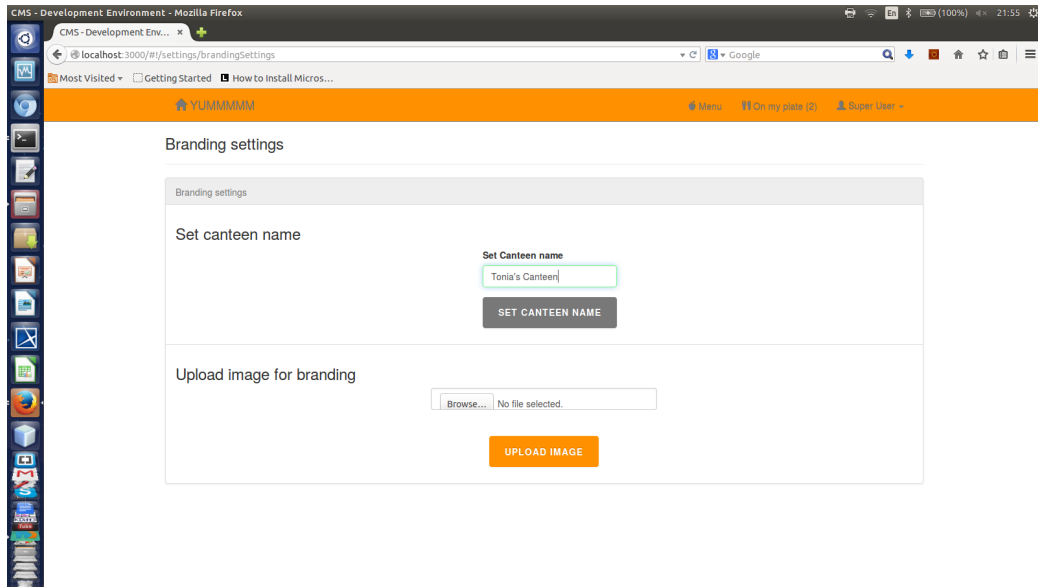 CMS - Development Environment - Mozilla Firefox
En (100%) 21:55
CMS - Development Env... ×
localhost:3000/#!/settings/brandingSettings
Google
Most Visited Getting Started How to Install Micros...
YUMMMMM Menu On my plate (2) Super User
Branding settings
Branding settings
Set canteen name
Set Canteen name
Tonia's Canteen
SET CANTEEN NAME
Upload image for branding
Browse... No file selected.
UPLOAD IMAGE